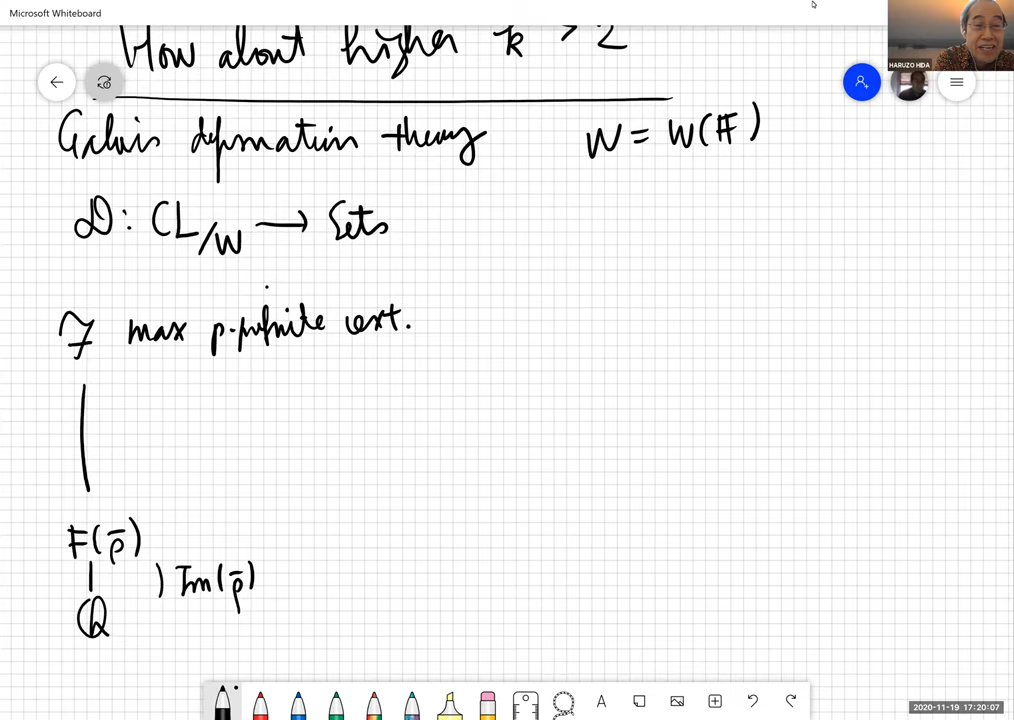 Microsoft Whiteboard
How about higher k > 2
HARUZO HIDA
Galois deformation theory W = W(𝔽)
𝒟: CL/W → Sets
ℱ max p-profinite ext.
F(ρ̄)
) Im(ρ̄)
ℚ
A
2020-11-19 17:20:07